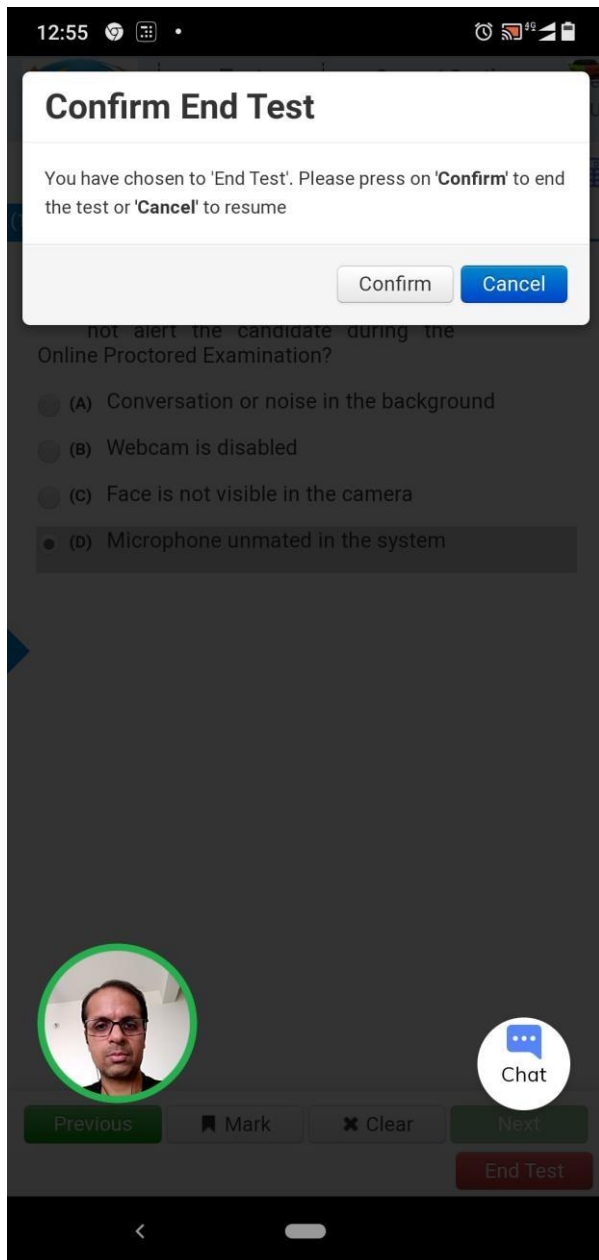 12:55
4G
Confirm End Test
You have chosen to 'End Test'. Please press on 'Confirm' to end
the test or 'Cancel' to resume
Confirm Cancel
not alert the candidate during the
Online Proctored Examination?
(A) Conversation or noise in the background
(B) Webcam is disabled
(C) Face is not visible in the camera
(D) Microphone unmated in the system
Chat
Previous Mark Clear Next
End Test